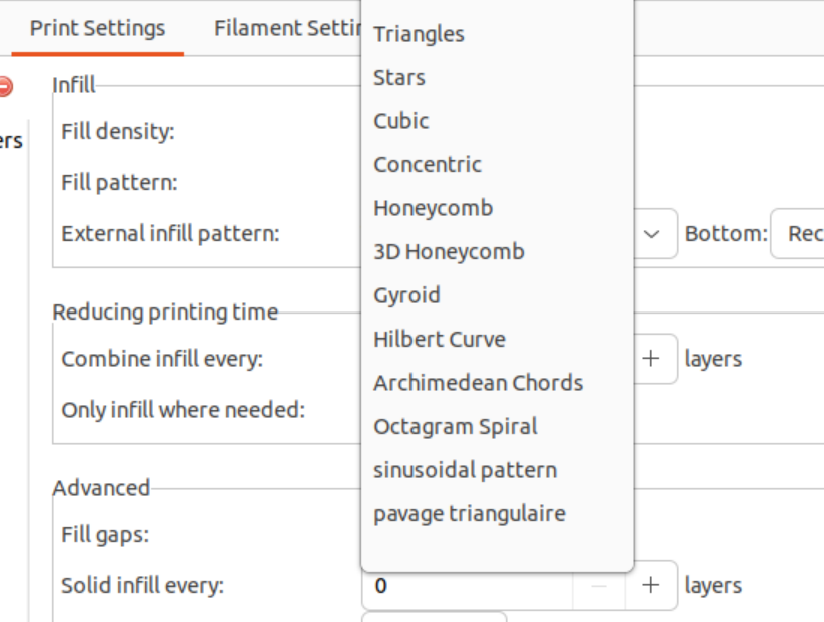 Print Settings Filament Settin
Triangles
Stars
Infill
Cubic
ers
Fill density:
Concentric
Fill pattern:
Honeycomb
External infill pattern:
Bottom: Rec
3D Honeycomb
Gyroid
Reducing printing time
Hilbert Curve
Combine infill every:
layers
Archimedean Chords
Only infill where needed:
Octagram Spiral
sinusoidal pattern
Advanced
pavage triangulaire
Fill gaps:
Solid infill every: 0 layers